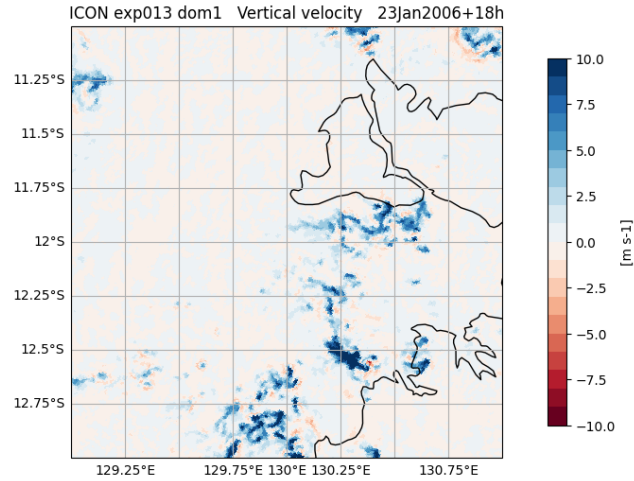 ICON exp013 dom1   Vertical velocity   23Jan2006+18h
11.25°S
11.5°S
11.75°S
12°S
12.25°S
12.5°S
12.75°S
129.25°E
129.75°E
130°E
130.25°E
130.75°E
10.0
7.5
5.0
2.5
0.0
−2.5
−5.0
−7.5
−10.0
[m s-1]